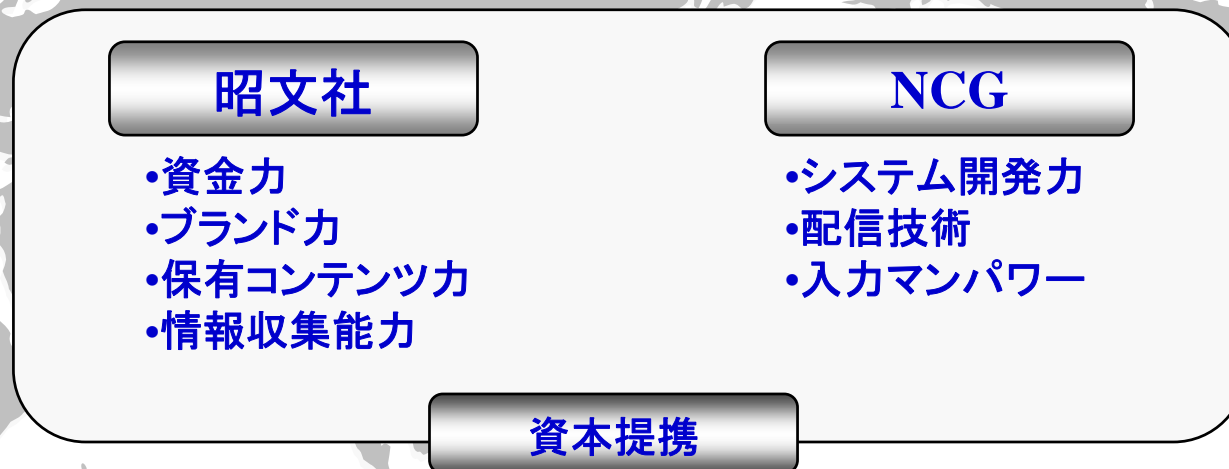 昭文社
•資金力
•ブランド力
•保有コンテンツ力
•情報収集能力
NCG
•システム開発力
•配信技術
•入力マンパワー
資本提携